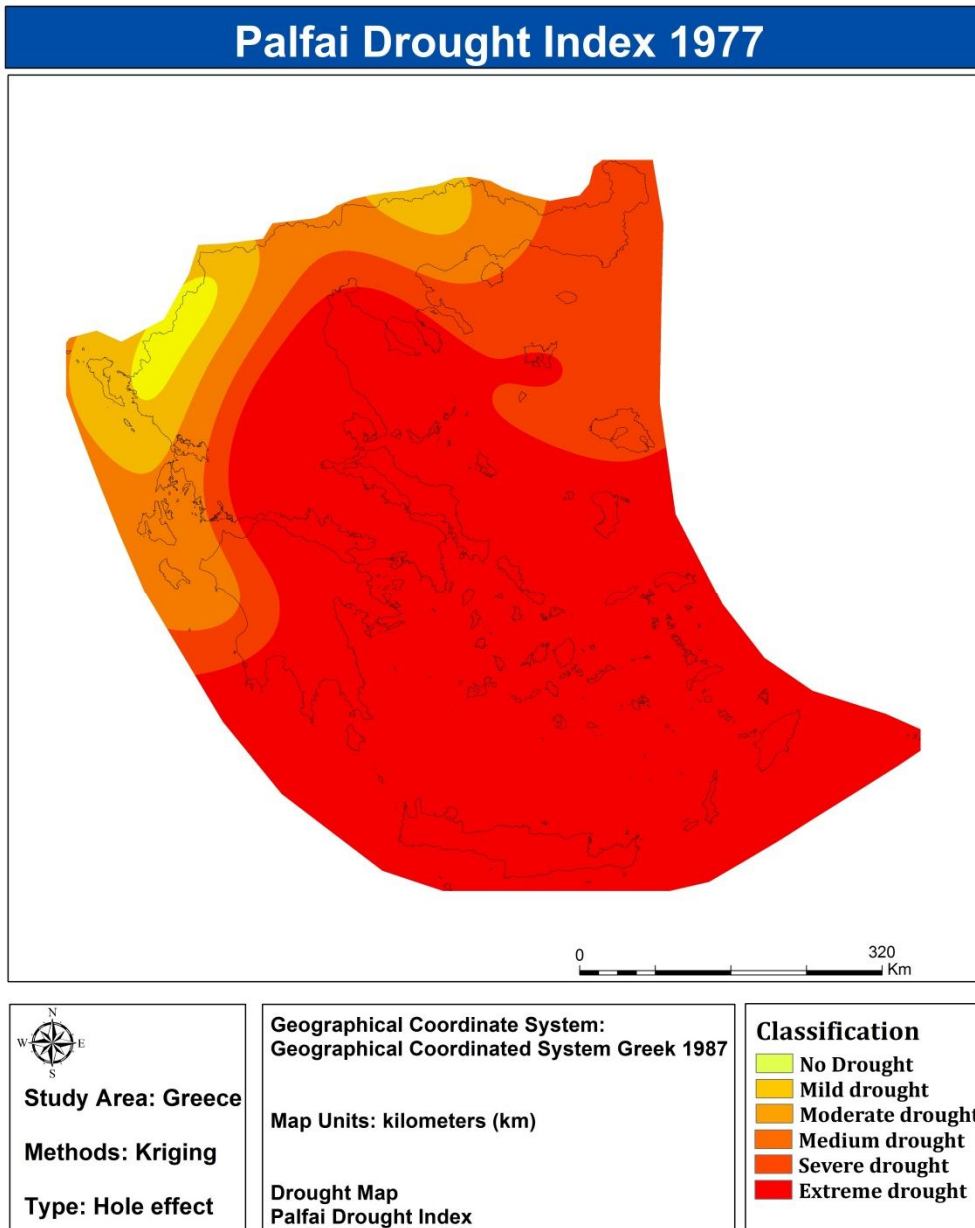 Palfai Drought Index 1977
0
320
Km
N
W
E
S
Study Area: Greece
Methods: Kriging
Type: Hole effect
Geographical Coordinate System:
Geographical Coordinated System Greek 1987
Map Units: kilometers (km)
Drought Map
Palfai Drought Index
Classification
No Drought
Mild drought
Moderate drought
Medium drought
Severe drought
Extreme drought